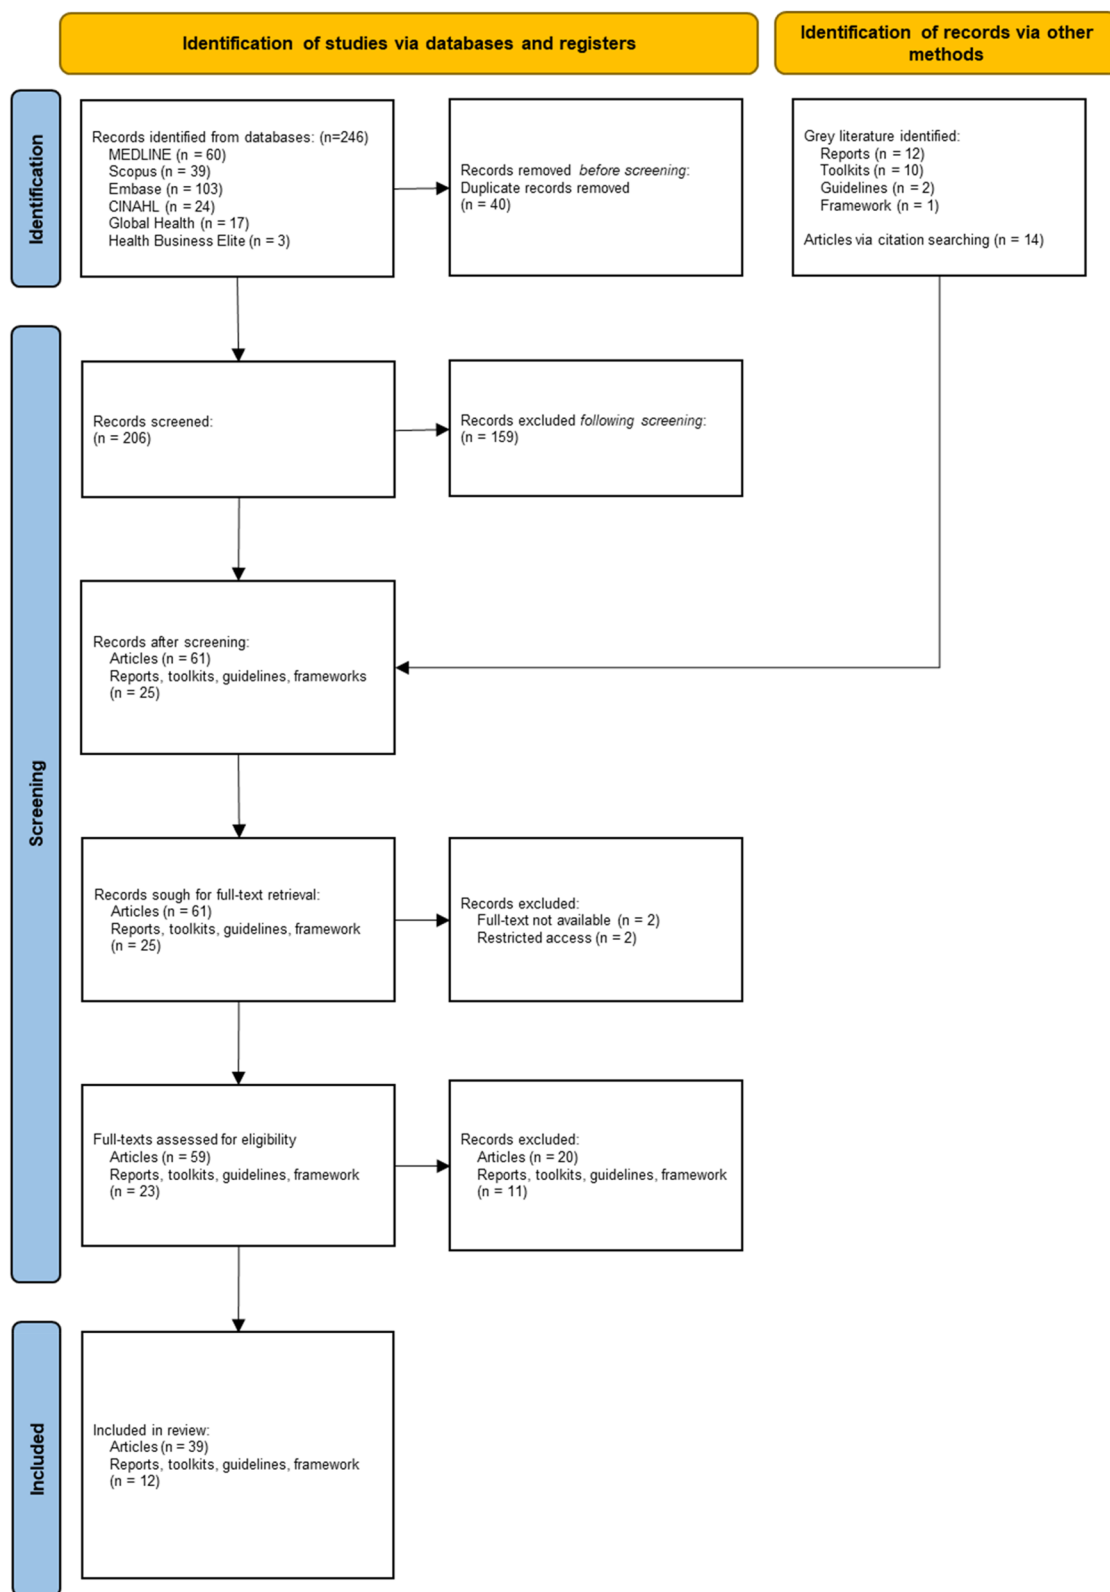 Identification of studies via databases and registers
Identification of records via other
methods
Identification
Records identified from databases: (n=246)
MEDLINE (n = 60)
Scopus (n = 39)
Embase (n = 103)
CINAHL (n = 24)
Global Health (n = 17)
Health Business Elite (n = 3)
Records removed before screening:
Duplicate records removed
(n = 40)
Grey literature identified:
Reports (n = 12)
Toolkits (n = 10)
Guidelines (n = 2)
Framework (n = 1)
Articles via citation searching (n = 14)
Screening
Records screened:
(n = 206)
Records excluded following screening:
(n = 159)
Records after screening:
Articles (n = 61)
Reports, toolkits, guidelines, frameworks
(n = 25)
Records sough for full-text retrieval:
Articles (n = 61)
Reports, toolkits, guidelines, framework
(n = 25)
Records excluded:
Full-text not available (n = 2)
Restricted access (n = 2)
Full-texts assessed for eligibility
Articles (n = 59)
Reports, toolkits, guidelines, framework
(n = 23)
Records excluded:
Articles (n = 20)
Reports, toolkits, guidelines, framework
(n = 11)
Included
Included in review:
Articles (n = 39)
Reports, toolkits, guidelines, framework
(n = 12)